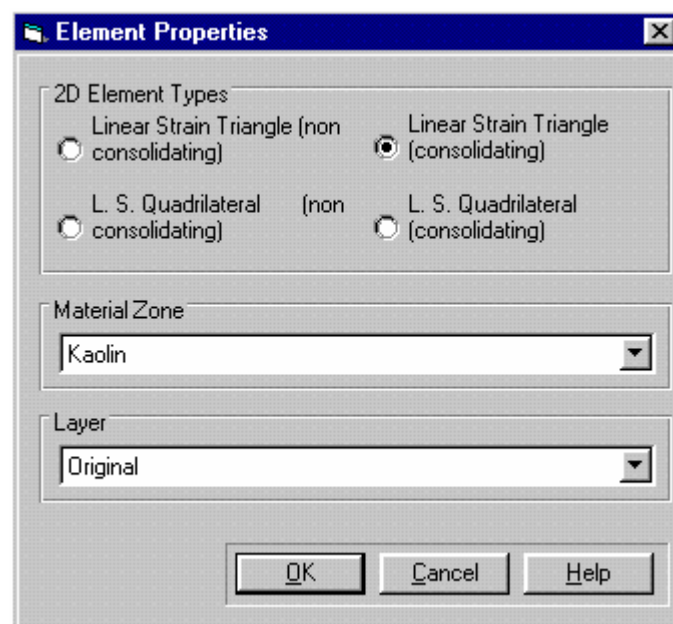 Element Properties
2D Element Types
Linear Strain Triangle (non
consolidating)
Linear Strain Triangle
(consolidating)
L. S. Quadrilateral (non
consolidating)
L. S. Quadrilateral
(consolidating)
Material Zone
Kaolin
Layer
Original
OK
Cancel
Help